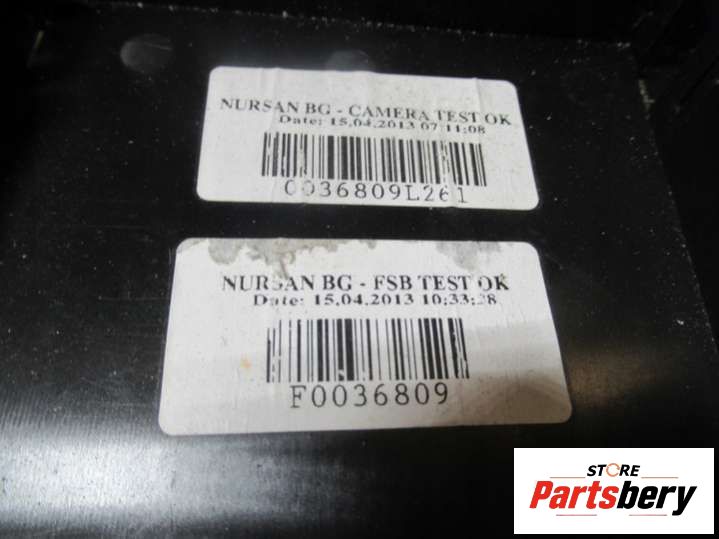 NURSAN BG - CAMERA TEST OK
Date: 15.04.2013 07:11:08
0036809L261
NURSAN BG - FSB TEST OK
Date: 15.04.2013 10:33:28
F0036809
STORE
Partsbery